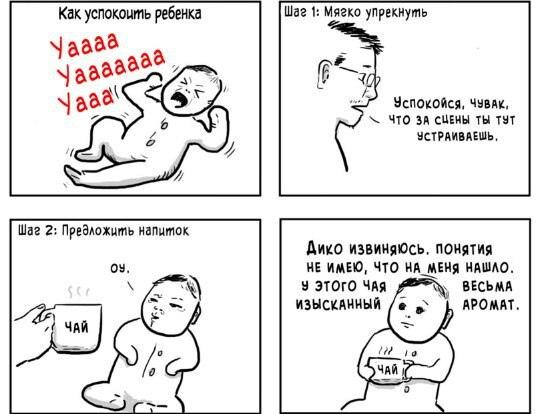 Как успокоить ребенка
Уаааа
Уааааааа
Уааа
Шаг 1: Мягко упрекнуть
Успокойся, чувак,
что за сцены ты тут
устраиваешь.
Шаг 2: Предложить напиток
оу.
ЧАЙ
Дико извиняюсь. понятия
не имею, что на меня нашло.
у этого чая весьма
изысканный аромат.
ЧАЙ